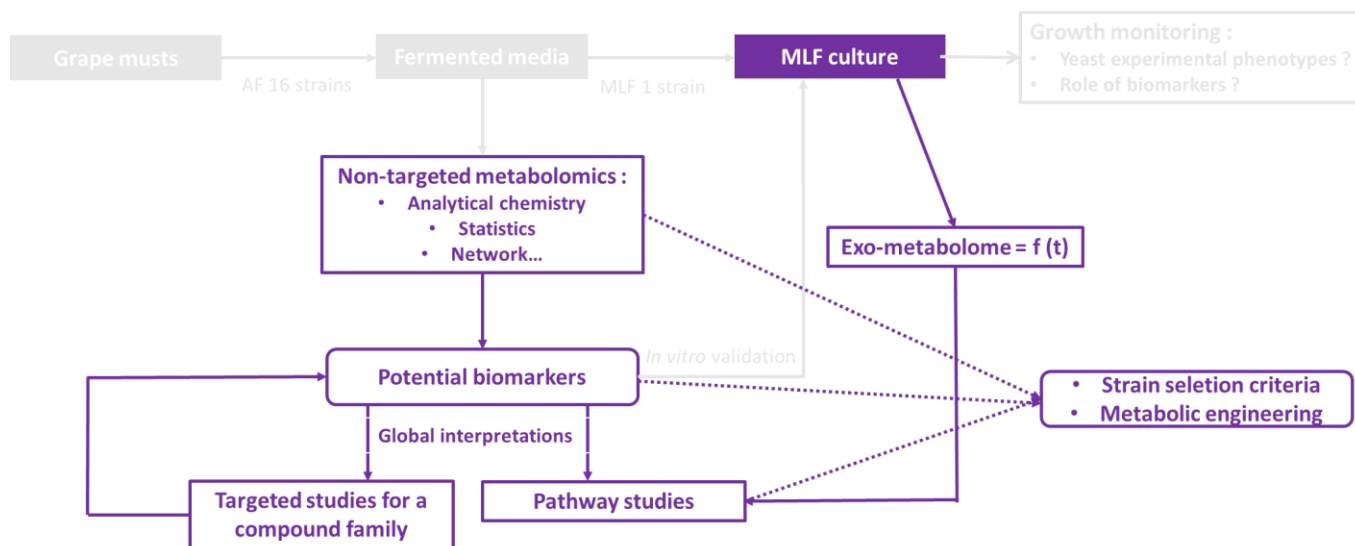 Grape musts
Fermented media
MLF culture
Growth monitoring :
• Yeast experimental phenotypes ?
• Role of biomarkers ?
AF 16 strains
MLF 1 strain
Non-targeted metabolomics :
• Analytical chemistry
• Statistics
• Network…
Exo-metabolome = f (t)
In vitro validation
Potential biomarkers
• Strain seletion criteria
• Metabolic engineering
Global interpretations
Targeted studies for a
compound family
Pathway studies